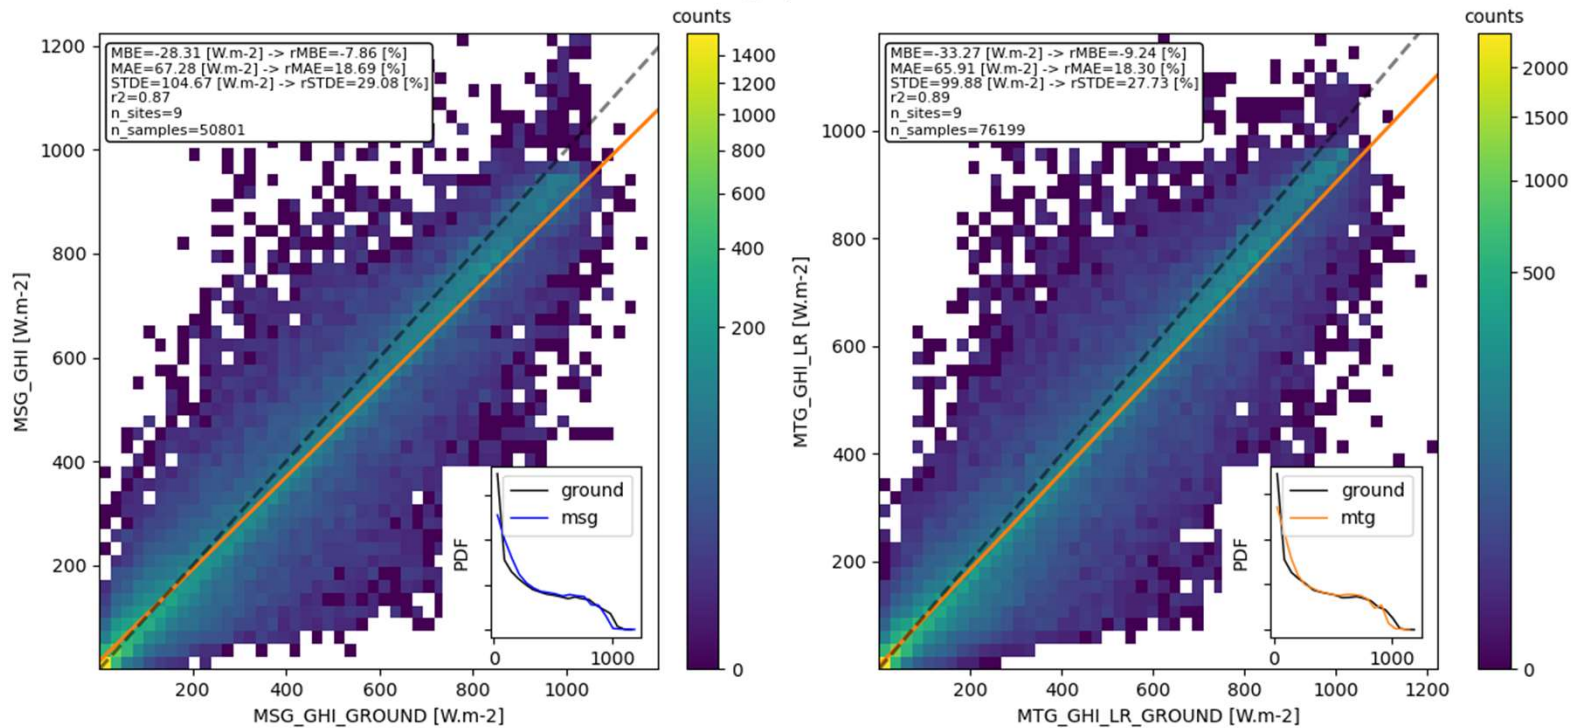 counts
MBE=-28.31 [W.m-2] -> rMBE=-7.86 [%]
MAE=67.28 [W.m-2] -> rMAE=18.69 [%]
STDE=104.67 [W.m-2] -> rSTDE=29.08 [%]
r2=0.87
n_sites=9
n_samples=50801
1200
1000
800
600
400
200
MSG_GHI [W.m-2]
200
400
600
800
1000
MSG_GHI_GROUND [W.m-2]
ground
msg
PDF
0
1000
1400
1200
1000
800
600
400
200
0
counts
MBE=-33.27 [W.m-2] -> rMBE=-9.24 [%]
MAE=65.91 [W.m-2] -> rMAE=18.30 [%]
STDE=99.88 [W.m-2] -> rSTDE=27.73 [%]
r2=0.89
n_sites=9
n_samples=76199
1000
800
600
400
200
MTG_GHI_LR [W.m-2]
200
400
600
800
1000
1200
MTG_GHI_LR_GROUND [W.m-2]
ground
mtg
PDF
0
1000
2000
1500
1000
500
0